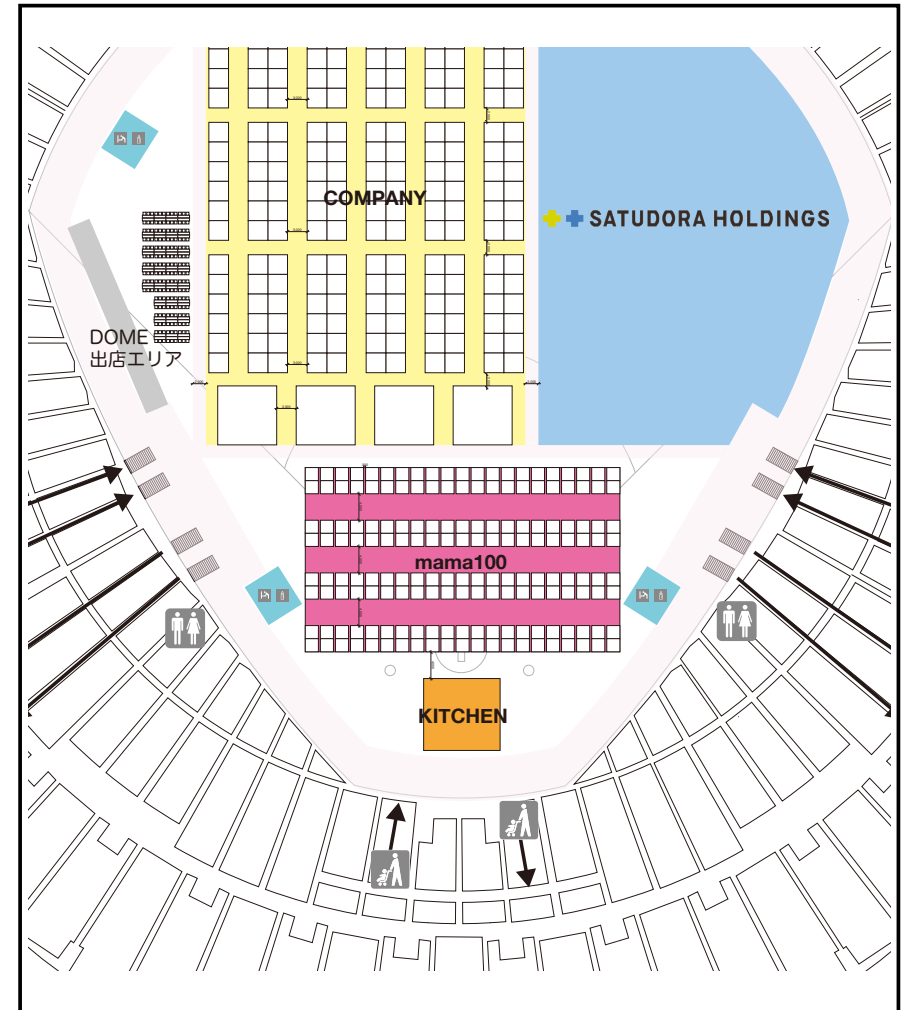 COMPANY
SATUDORA HOLDINGS
DOME
出店エリア
mama100
KITCHEN